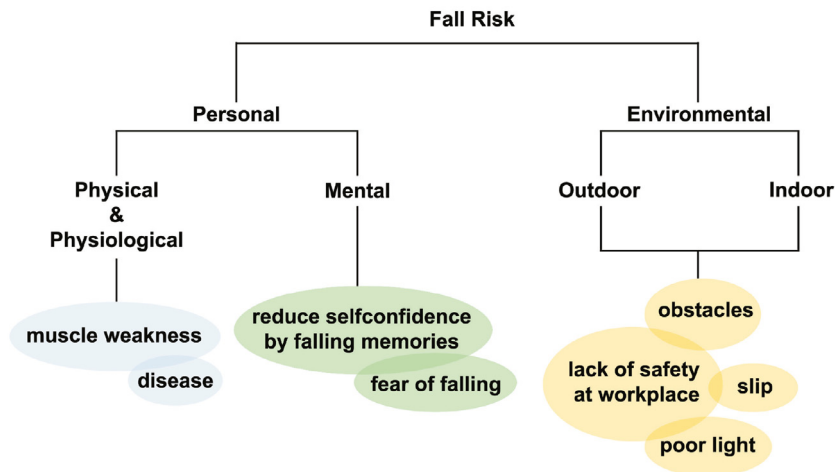 Fall Risk
Personal
Environmental
Physical
&
Physiological
Mental
Outdoor
Indoor
muscle weakness
disease
reduce selfconfidence
by falling memories
fear of falling
obstacles
lack of safety
at workplace
slip
poor light